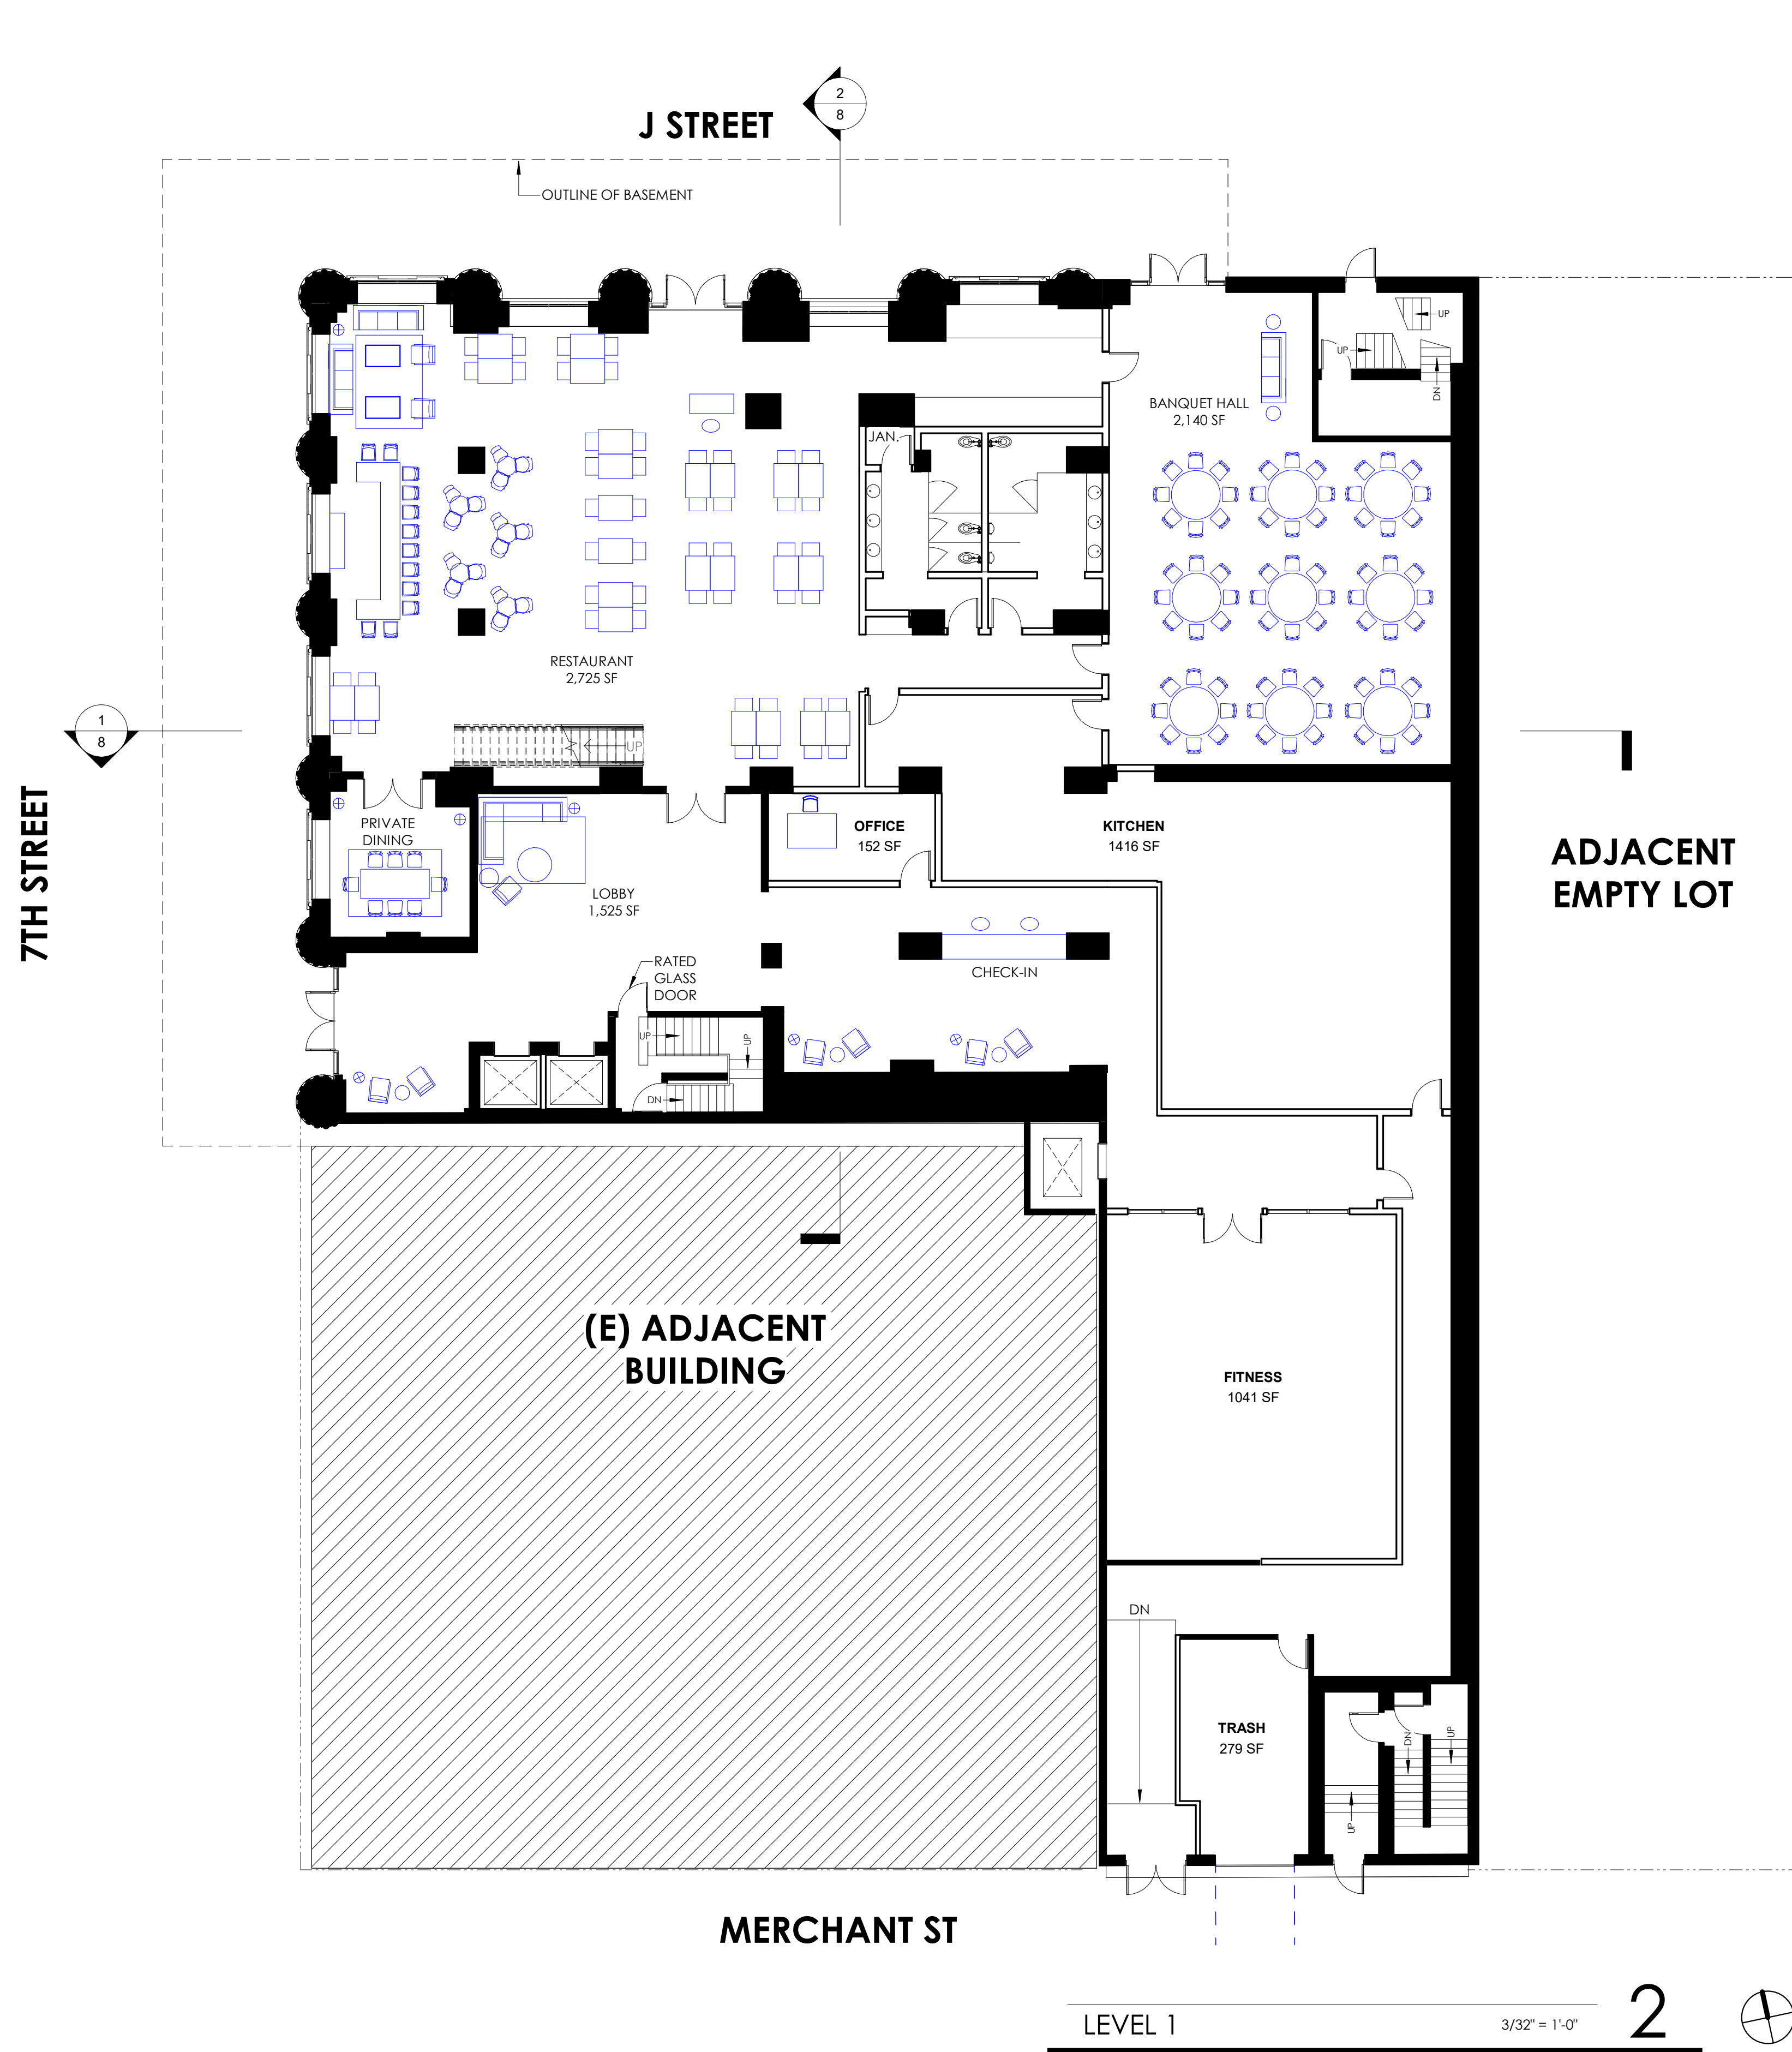 2
8
J STREET
OUTLINE OF BASEMENT
UP
UP
DN
BANQUET HALL
2,140 SF
JAN.
RESTAURANT
2,725 SF
1
8
UP
7TH STREET
PRIVATE
DINING
OFFICE
152 SF
KITCHEN
1416 SF
ADJACENT
EMPTY LOT
LOBBY
1,525 SF
RATED
GLASS
DOOR
CHECK-IN
UP
UP
DN
(E) ADJACENT
BUILDING
FITNESS
1041 SF
DN
TRASH
279 SF
UP
DN
UP
MERCHANT ST
LEVEL 1
3/32" = 1'-0"
2